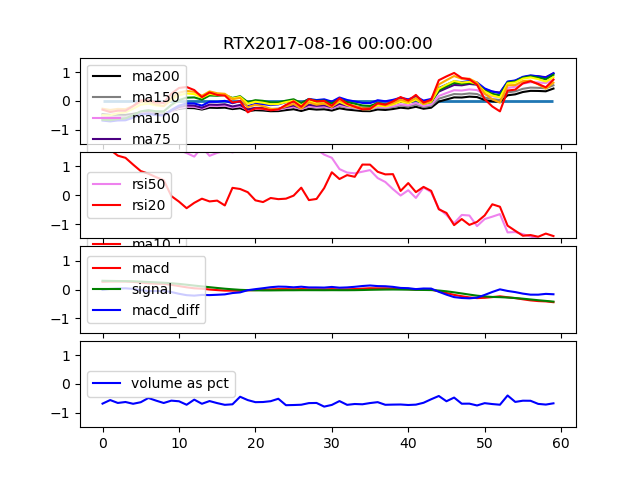 RTX2017-08-16 00:00:00
1
0
−1
ma200
ma150
ma100
ma75
1
0
−1
rsi50
rsi20
ma10
1
0
−1
macd
signal
macd_diff
1
0
−1
volume as pct
0 10 20 30 40 50 60